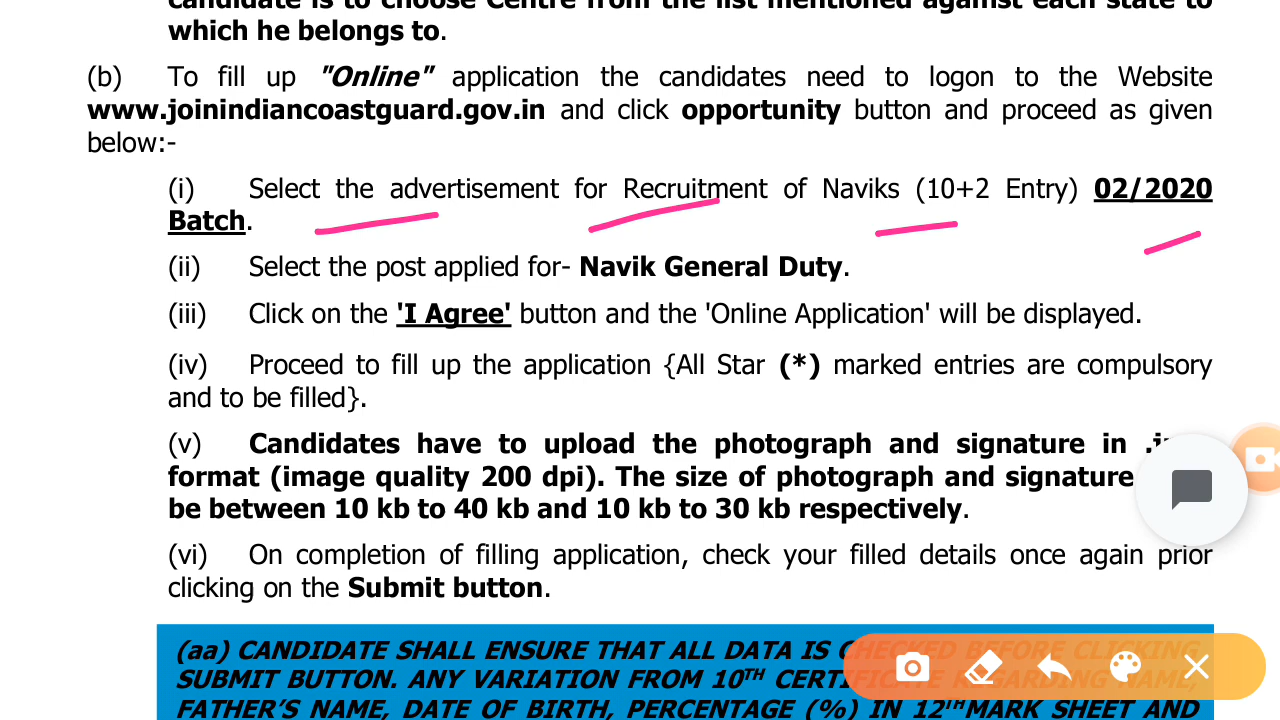 candidate is to choose Centre from the list mentioned against each state to
which he belongs to.
(b) To fill up "Online" application the candidates need to logon to the Website
www.joinindiancoastguard.gov.in and click opportunity button and proceed as given
below:-
(i) Select the advertisement for Recruitment of Naviks (10+2 Entry) 02/2020
Batch.
(ii) Select the post applied for- Navik General Duty.
(iii) Click on the 'I Agree' button and the 'Online Application' will be displayed.
(iv) Proceed to fill up the application {All Star (*) marked entries are compulsory
and to be filled}.
(v) Candidates have to upload the photograph and signature in
format (image quality 200 dpi). The size of photograph and signature
be between 10 kb to 40 kb and 10 kb to 30 kb respectively.
(vi) On completion of filling application, check your filled details once again prior
clicking on the Submit button.
(aa) CANDIDATE SHALL ENSURE THAT ALL DATA IS CHECKED BEFORE CLICKING
SUBMIT BUTTON. ANY VARIATION FROM 10TH CERTIFICATE REGARDING NAME,
FATHER'S NAME, DATE OF BIRTH, PERCENTAGE (%) IN 12TH MARK SHEET AND